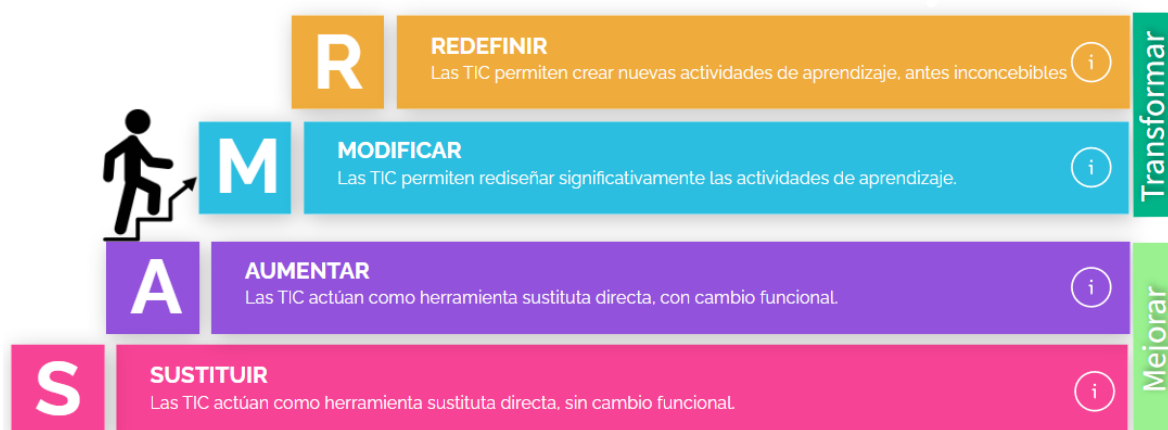 R
REDEFINIR
Las TIC permiten crear nuevas actividades de aprendizaje, antes inconcebibles
i
M
MODIFICAR
Las TIC permiten rediseñar significativamente las actividades de aprendizaje.
i
Transformar
A
AUMENTAR
Las TIC actúan como herramienta sustituta directa, con cambio funcional.
i
S
SUSTITUIR
Las TIC actúan como herramienta sustituta directa, sin cambio funcional.
i
Mejorar